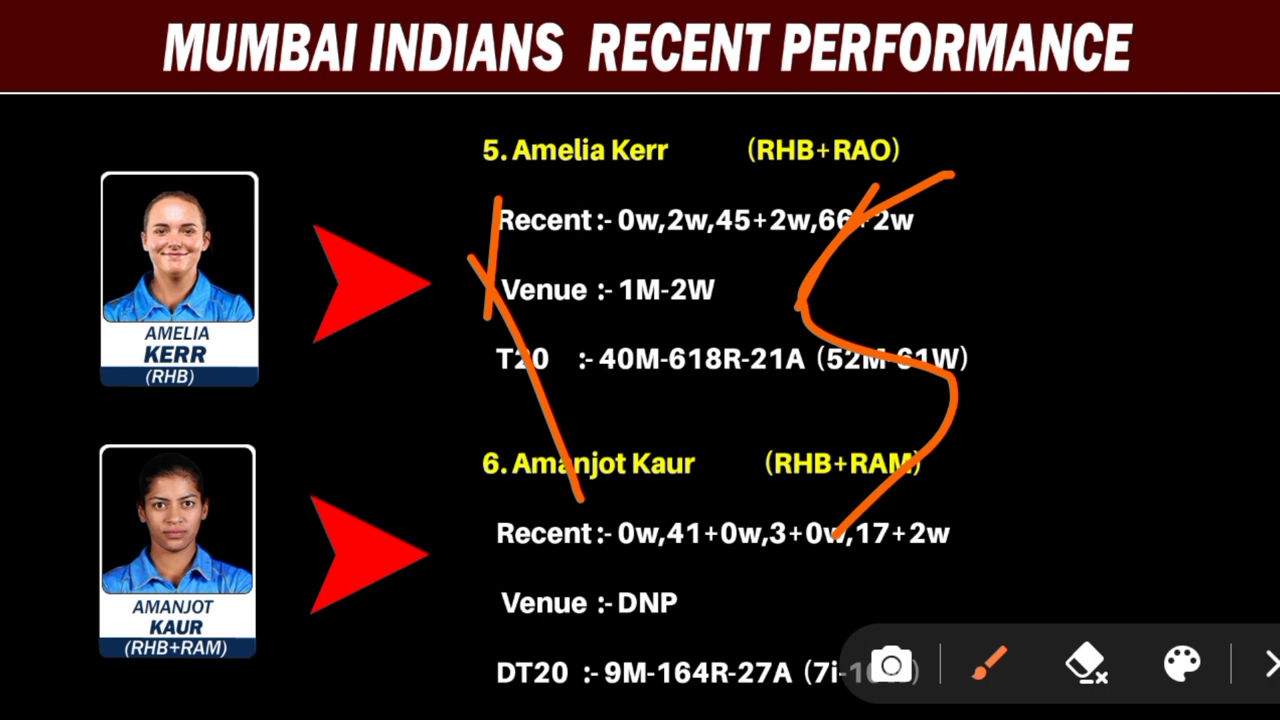 MUMBAI INDIANS RECENT PERFORMANCE
5. Amelia Kerr (RHB+RAO)
Recent :- 0w,2w,45+2w,66+2w
Venue :- 1M-2W
T20 :- 40M-618R-21A (52M-61W)
AMELIA
KERR
(RHB)
6. Amanjot Kaur (RHB+RAM)
Recent :- 0w,41+0w,3+0w,17+2w
Venue :- DNP
DT20 :- 9M-164R-27A
AMANJOT
KAUR
(RHB+RAM)